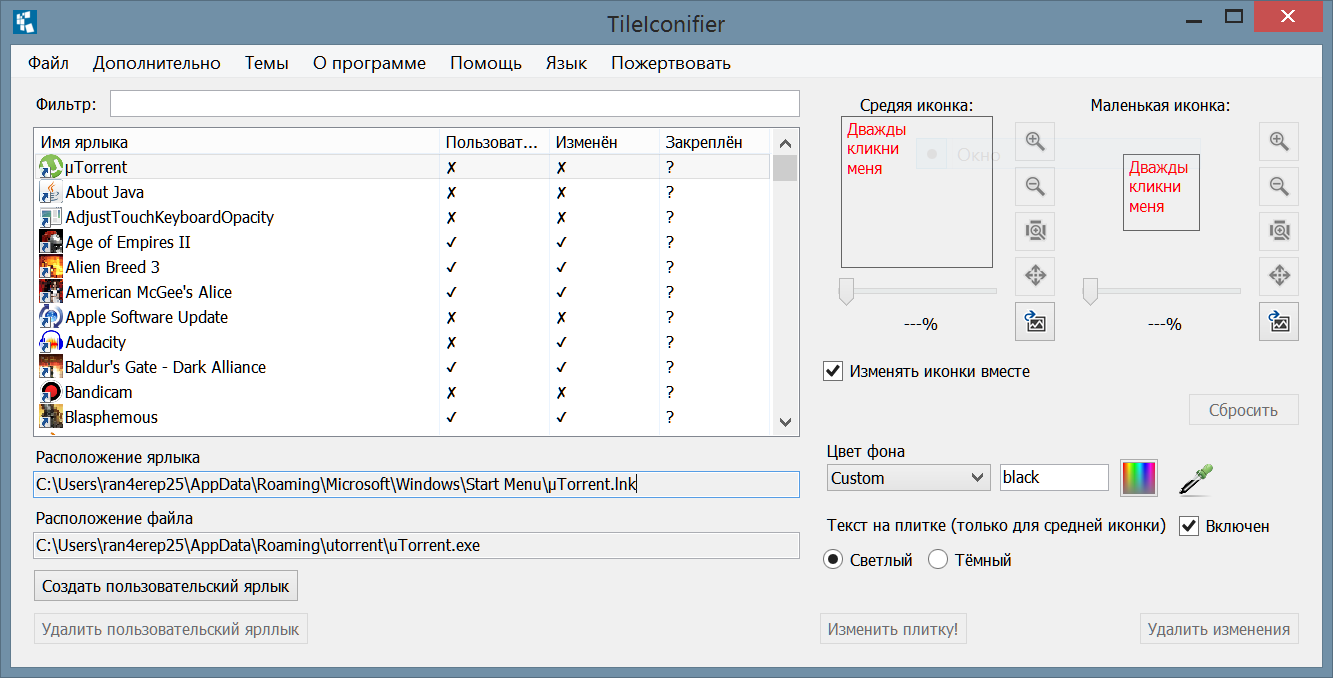 TileIconifier
Файл Дополнительно Темы О программе Помощь Язык Пожертвовать
Фильтр:
Имя ярлыка Пользоват... Изменён Закреплён
µTorrent ✗ ✗ ?
About Java ✗ ✗ ?
AdjustTouchKeyboardOpacity ✗ ✗ ?
Age of Empires II ✓ ✓ ?
Alien Breed 3 ✓ ✓ ?
American McGee's Alice ✓ ✓ ?
Apple Software Update ✗ ✗ ?
Audacity ✗ ✓ ?
Baldur's Gate - Dark Alliance ✓ ✓ ?
Bandicam ✗ ✗ ?
Blasphemous ✓ ✓ ?
Расположение ярлыка
C:\Users\ran4erep25\AppData\Roaming\Microsoft\Windows\Start Menu\µTorrent.lnk
Расположение файла
C:\Users\ran4erep25\AppData\Roaming\utorrent\uTorrent.exe
Создать пользовательский ярлык
Удалить пользовательский ярллык
Средяя иконка:
Дважды
кликни
меня
Окно
---%
Маленькая иконка:
Дважды
кликни
меня
---%
Изменять иконки вместе
Сбросить
Цвет фона
Custom black
Текст на плитке (только для средней иконки) Включен
Светлый Тёмный
Изменить плитку! Удалить изменения